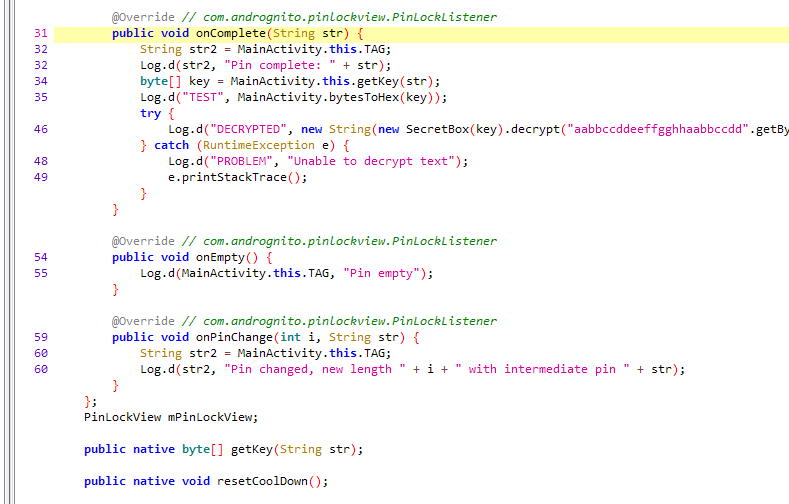 @Override // com.andrognito.pinlockview.PinLockListener
31 public void onComplete(String str) {
32 String str2 = MainActivity.this.TAG;
32 Log.d(str2, "Pin complete: " + str);
34 byte[] key = MainActivity.this.getKey(str);
35 Log.d("TEST", MainActivity.bytesToHex(key));
try {
46 Log.d("DECRYPTED", new String(new SecretBox(key).decrypt("aabbccddeeffgghhaabbccdd".getBy
} catch (RuntimeException e) {
48 Log.d("PROBLEM", "Unable to decrypt text");
49 e.printStackTrace();
}
}
@Override // com.andrognito.pinlockview.PinLockListener
54 public void onEmpty() {
55 Log.d(MainActivity.this.TAG, "Pin empty");
}
@Override // com.andrognito.pinlockview.PinLockListener
59 public void onPinChange(int i, String str) {
60 String str2 = MainActivity.this.TAG;
60 Log.d(str2, "Pin changed, new length " + i + " with intermediate pin " + str);
}
};
PinLockView mPinLockView;
public native byte[] getKey(String str);
public native void resetCoolDown();